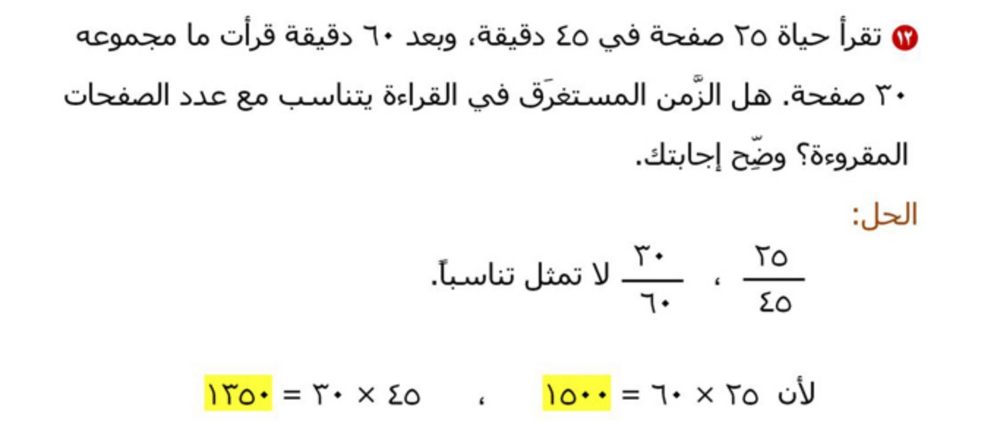 ١٢ تقرأ حياة ٢٥ صفحة في ٤٥ دقيقة، وبعد ٦٠ دقيقة قرأت ما مجموعه
٣٠ صفحة. هل الزَّمن المستغرَق في القراءة يتناسب مع عدد الصفحات
المقروءة؟ وضِّح إجابتك.
الحل:
٢٥/٤٥ ، ٣٠/٦٠ لا تمثل تناسباً.
لأن ٢٥ × ٦٠ = ١٥٠٠ ، ٤٥ × ٣٠ = ١٣٥٠